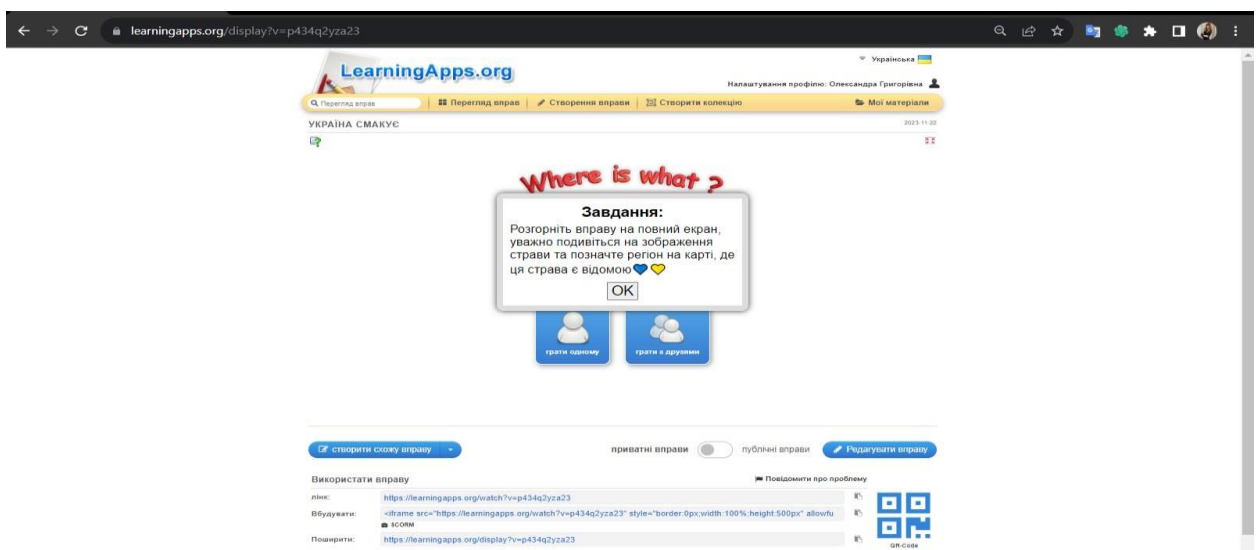 learningapps.org/display?v=p434q2yza23
LearningApps.org
Українська
Налаштування профілю: Олександра Григорівна
Перегляд вправ
Перегляд вправ
Створення вправи
Створити колекцію
Мої матеріали
УКРАЇНА СМАКУЄ
2023-11-22
Where is what ?
Завдання:
Розгорніть вправу на повний екран,
уважно подивіться на зображення
страви та позначте регіон на карті, де
ця страва є відомою💙💛
OK
грати одному
грати з друзями
створити схожу вправу
приватні вправи
публічні вправи
Редагувати вправу
Використати вправу
Повідомити про проблему
лінк:
https://learningapps.org/watch?v=p434q2yza23
Вбудувати:
<iframe src="https://learningapps.org/watch?v=p434q2yza23" style="border:0px;width:100%;height:500px" allowfu
SCORM
Поширити:
https://learningapps.org/display?v=p434q2yza23
QR-Code